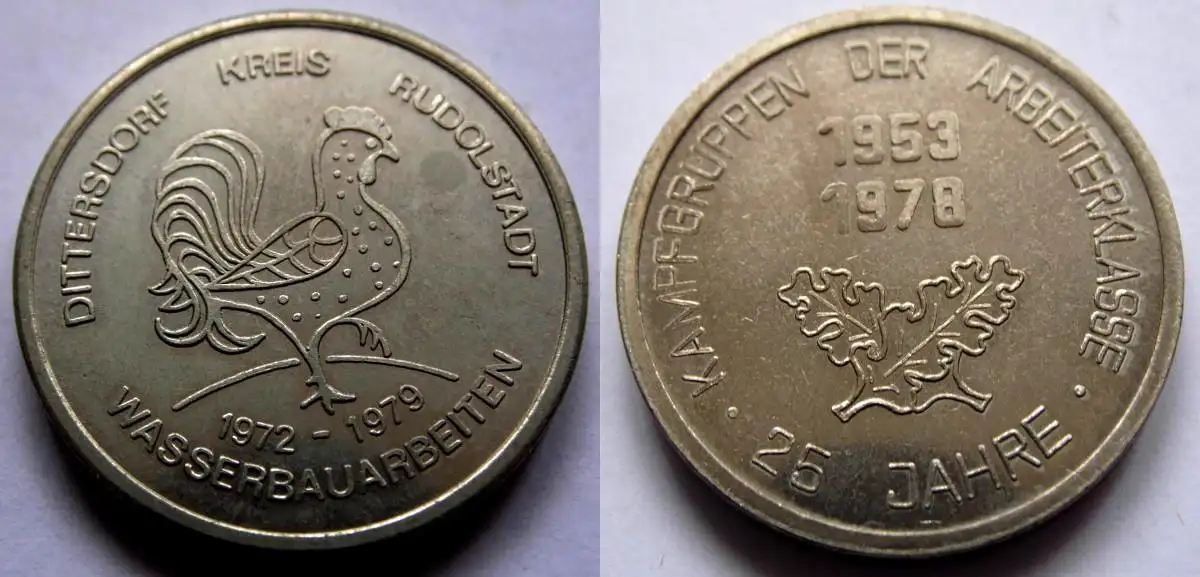 DITTERSDORF KREIS RUDOLSTADT
1972 - 1979
WASSERBAUARBEITEN
KAMPFGRUPPEN DER ARBEITERKLASSE
1953
1978
· 25 JAHRE ·